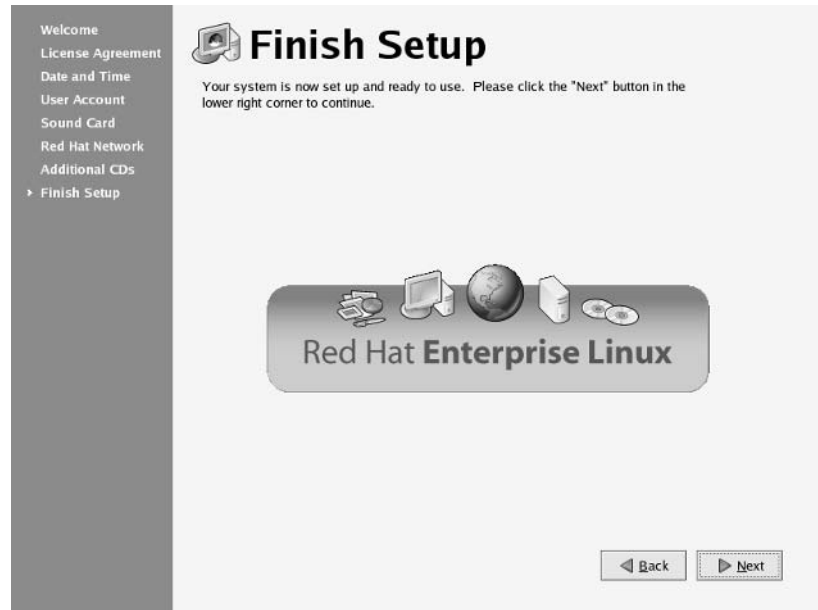 Welcome
License Agreement
Date and Time
User Account
Sound Card
Red Hat Network
Additional CDs
Finish Setup
Finish Setup
Your system is now set up and ready to use. Please click the "Next" button in the
lower right corner to continue.
Red Hat Enterprise Linux
Back
Next